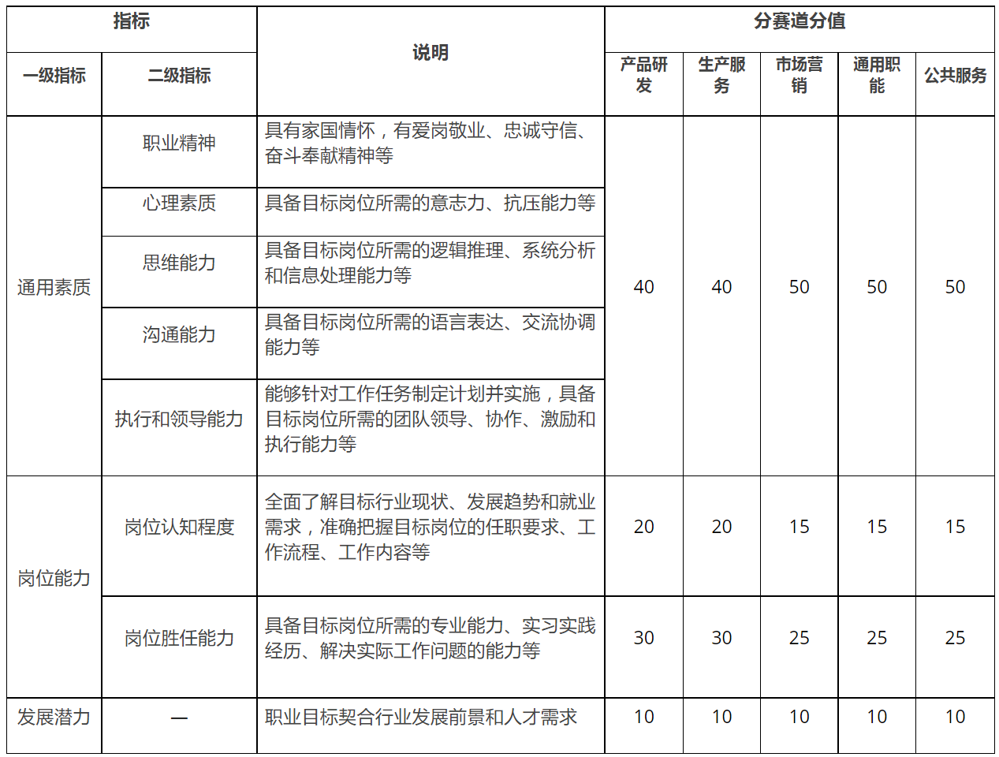 指标
说明
分赛道分值
一级指标
二级指标
产品研
发
生产服
务
市场营
销
通用职
能
公共服务
通用素质
职业精神
具有家国情怀，有爱岗敬业、忠诚守信、
奋斗奉献精神等
40
40
50
50
50
心理素质
具备目标岗位所需的意志力、抗压能力等
思维能力
具备目标岗位所需的逻辑推理、系统分析
和信息处理能力等
沟通能力
具备目标岗位所需的语言表达、交流协调
能力等
执行和领导能力
能够针对工作任务制定计划并实施，具备
目标岗位所需的团队领导、协作、激励和
执行能力等
岗位能力
岗位认知程度
全面了解目标行业现状、发展趋势和就业
需求，准确把握目标岗位的任职要求、工
作流程、工作内容等
20
20
15
15
15
岗位胜任能力
具备目标岗位所需的专业能力、实习实践
经历、解决实际工作问题的能力等
30
30
25
25
25
发展潜力
—
职业目标契合行业发展前景和人才需求
10
10
10
10
10